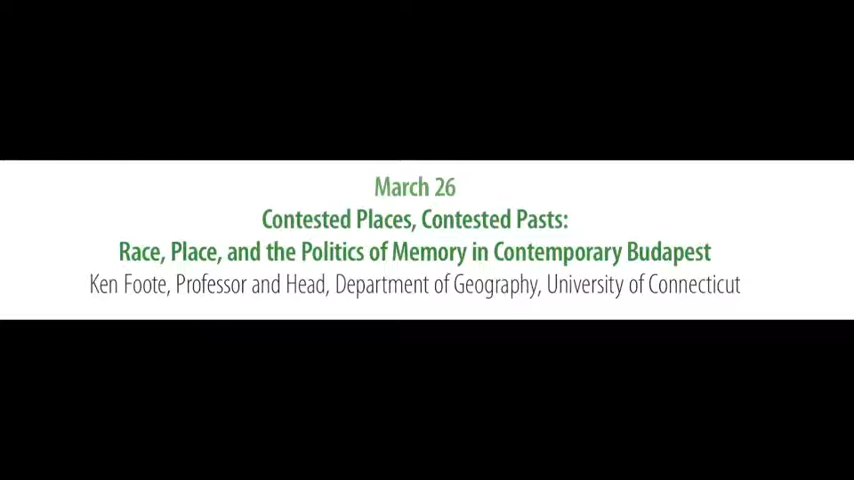 March 26
Contested Places, Contested Pasts:
Race, Place, and the Politics of Memory in Contemporary Budapest
Ken Foote, Professor and Head, Department of Geography, University of Connecticut